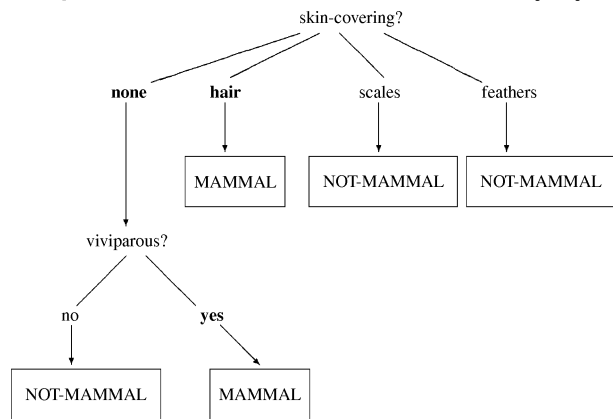 skin-covering?
none hair scales feathers
MAMMAL NOT-MAMMAL NOT-MAMMAL
viviparous?
no yes
NOT-MAMMAL MAMMAL